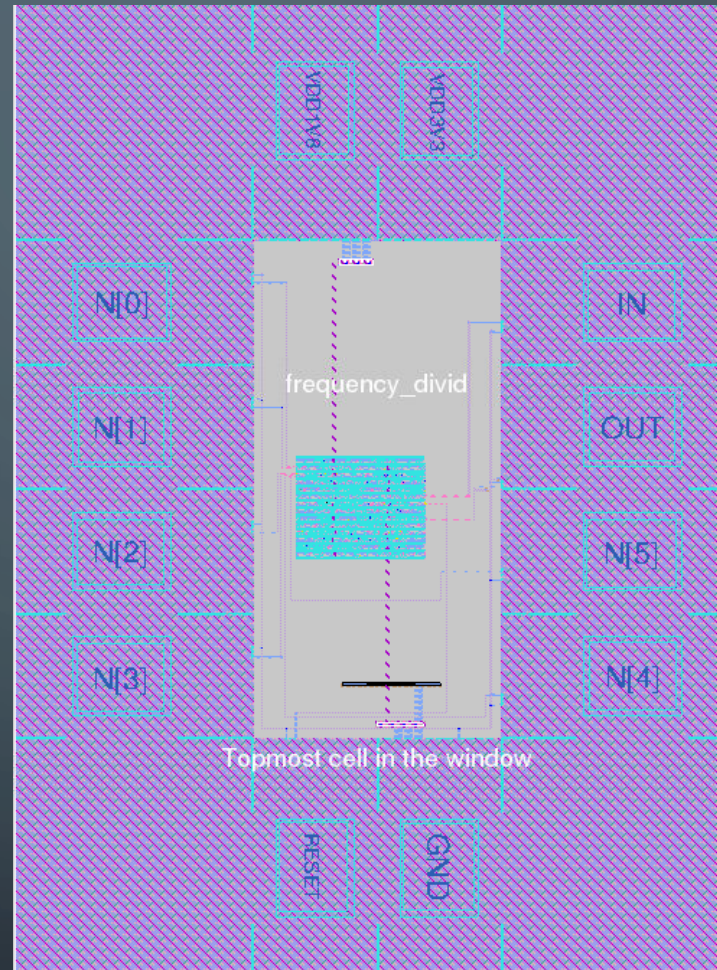 VDD1V8 VDD3V3
N[0] IN
frequency_divid
N[1] OUT
N[2] N[5]
N[3] N[4]
Topmost cell in the window
RESET GND